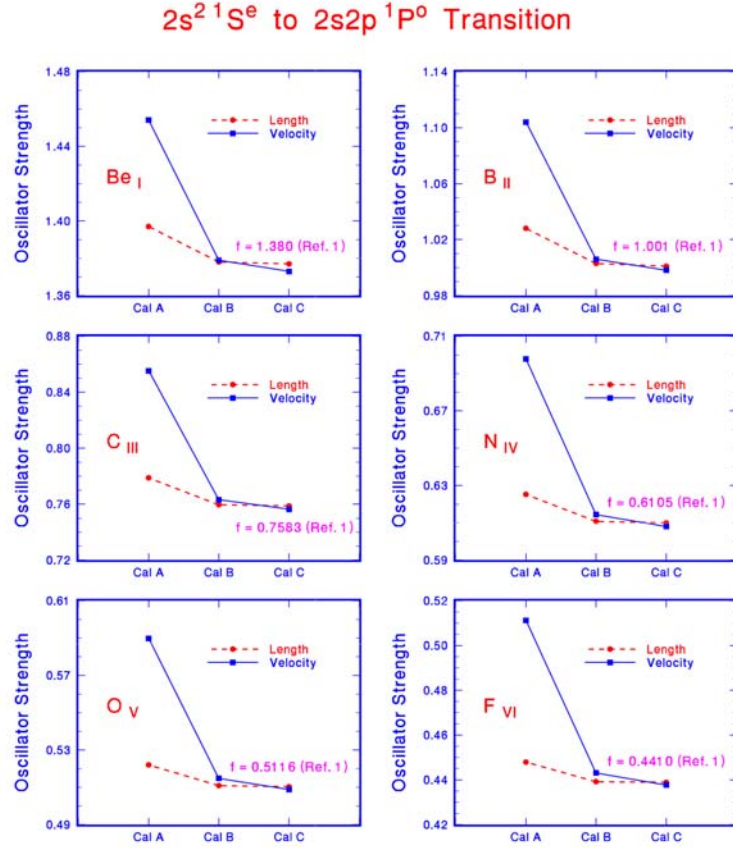 2s² ¹Sᵉ to 2s2p ¹Pᵒ Transition
Oscillator Strength
1.48
1.44
1.40
1.36
Length
Velocity
Be I
f = 1.380 (Ref. 1)
Cal A Cal B Cal C
Oscillator Strength
1.14
1.10
1.06
1.02
0.98
Length
Velocity
B II
f = 1.001 (Ref. 1)
Cal A Cal B Cal C
Oscillator Strength
0.88
0.84
0.80
0.76
0.72
Length
Velocity
C III
f = 0.7583 (Ref. 1)
Cal A Cal B Cal C
Oscillator Strength
0.71
0.67
0.63
0.59
Length
Velocity
N IV
f = 0.6105 (Ref. 1)
Cal A Cal B Cal C
Oscillator Strength
0.61
0.57
0.53
0.49
Length
Velocity
O V
f = 0.5116 (Ref. 1)
Cal A Cal B Cal C
Oscillator Strength
0.52
0.50
0.48
0.46
0.44
0.42
Length
Velocity
F VI
f = 0.4410 (Ref. 1)
Cal A Cal B Cal C